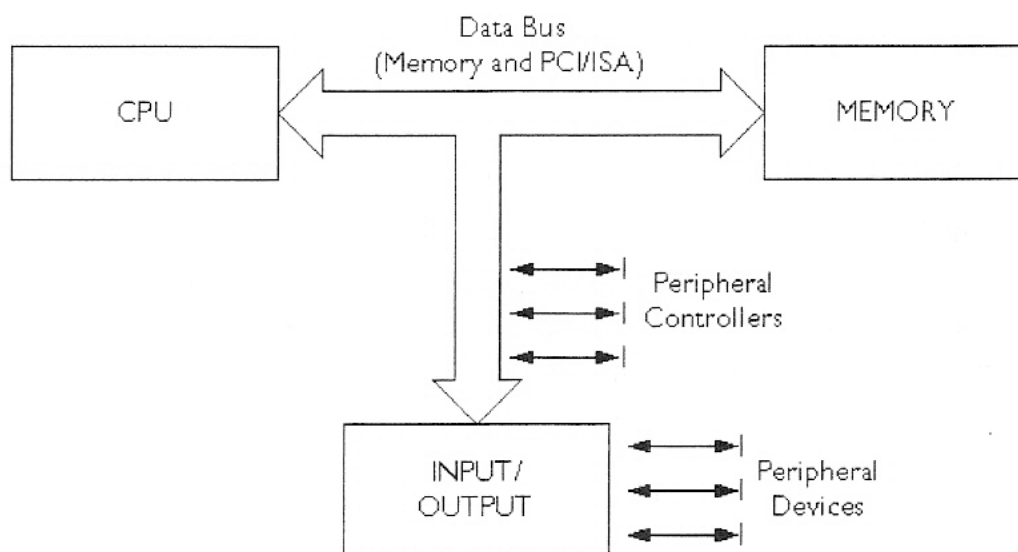 Data Bus
(Memory and PCI/ISA)
CPU
MEMORY
Peripheral
Controllers
INPUT/
OUTPUT
Peripheral
Devices